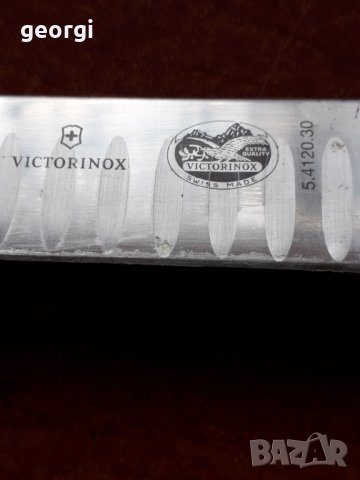 georgi
VICTORINOX
EXTRA
QUALITY
VICTORINOX
SWISS MADE
5.4120.30
BAZAR